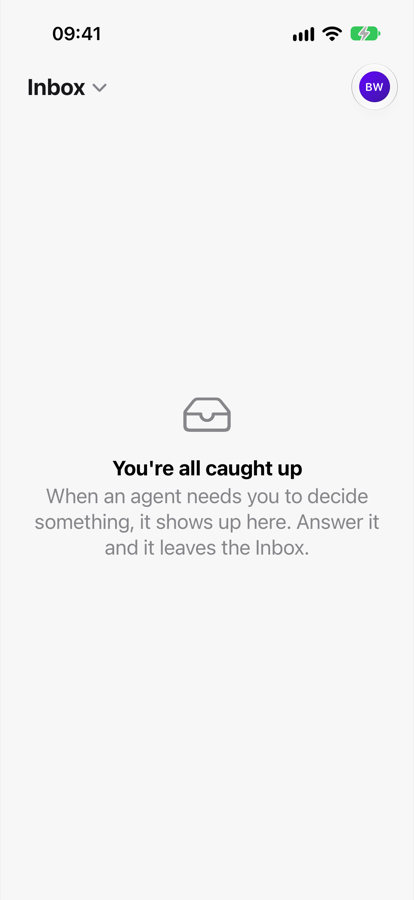 09:41
Inbox
BW
You're all caught up
When an agent needs you to decide
something, it shows up here. Answer it
and it leaves the Inbox.